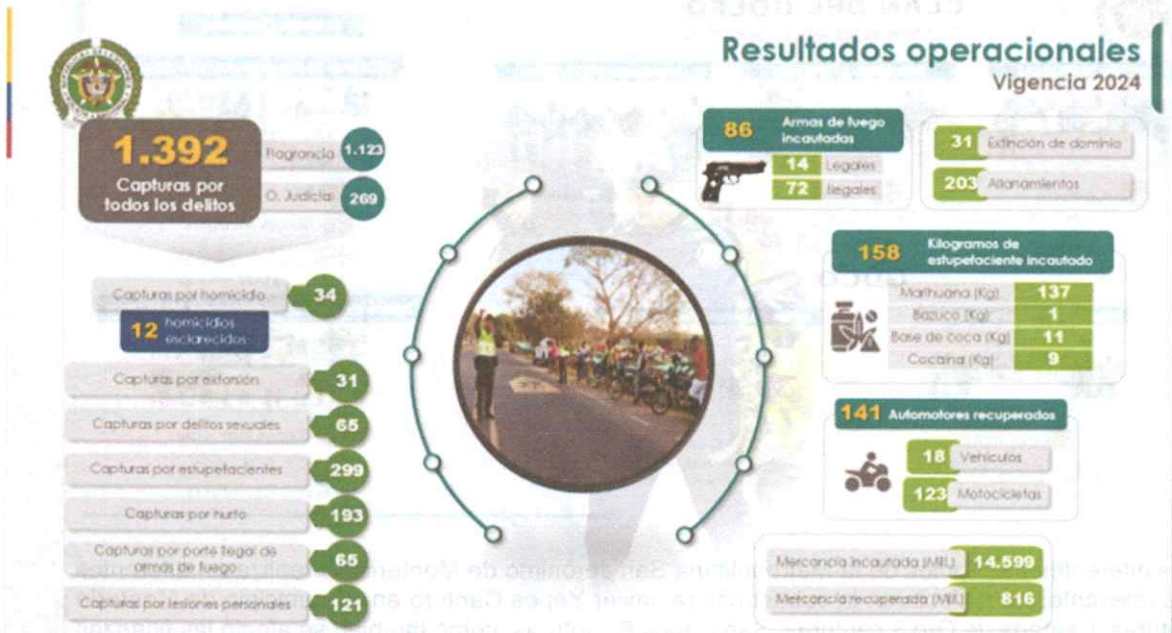 Resultados operacionales
Vigencia 2024
1.392
Capturas por
todos los delitos
Flagrancia 1.123
O. Judicial 269
Capturas por homicidio 34
12 homicidios
esclarecidos
Capturas por extorsión 31
Capturas por delitos sexuales 65
Capturas por estupefacientes 299
Capturas por hurto 193
Capturas por porte ilegal de
armas de fuego 65
Capturas por lesiones personales 121
86 Armas de fuego
incautadas
14 Legales
72 Ilegales
31 Extinción de dominio
203 Allanamientos
158 Kilogramos de
estupefaciente incautado
Marihuana (Kg) 137
Bazuco (Kg) 1
Base de coca (Kg) 11
Cocaína (Kg) 9
141 Automotores recuperados
18 Vehículos
123 Motocicletas
Mercancía incautada (MILL) 14.599
Mercancía recuperada (MILL) 816